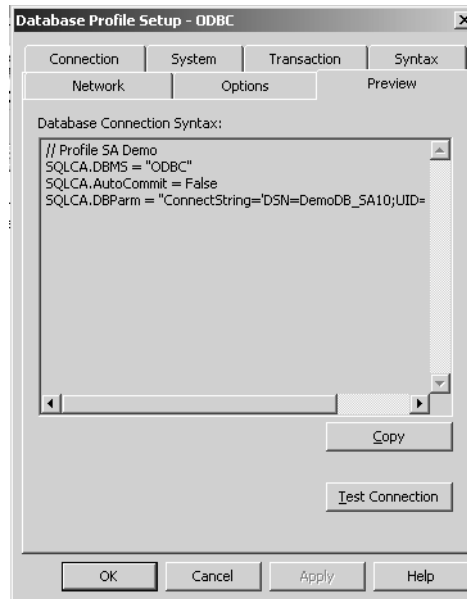 Database Profile Setup - ODBC
Connection System Transaction Syntax
Network Options Preview
Database Connection Syntax:
// Profile SA Demo
SQLCA.DBMS = "ODBC"
SQLCA.AutoCommit = False
SQLCA.DBParm = "ConnectString='DSN=DemoDB_SA10;UID=
Copy
Test Connection
OK Cancel Apply Help